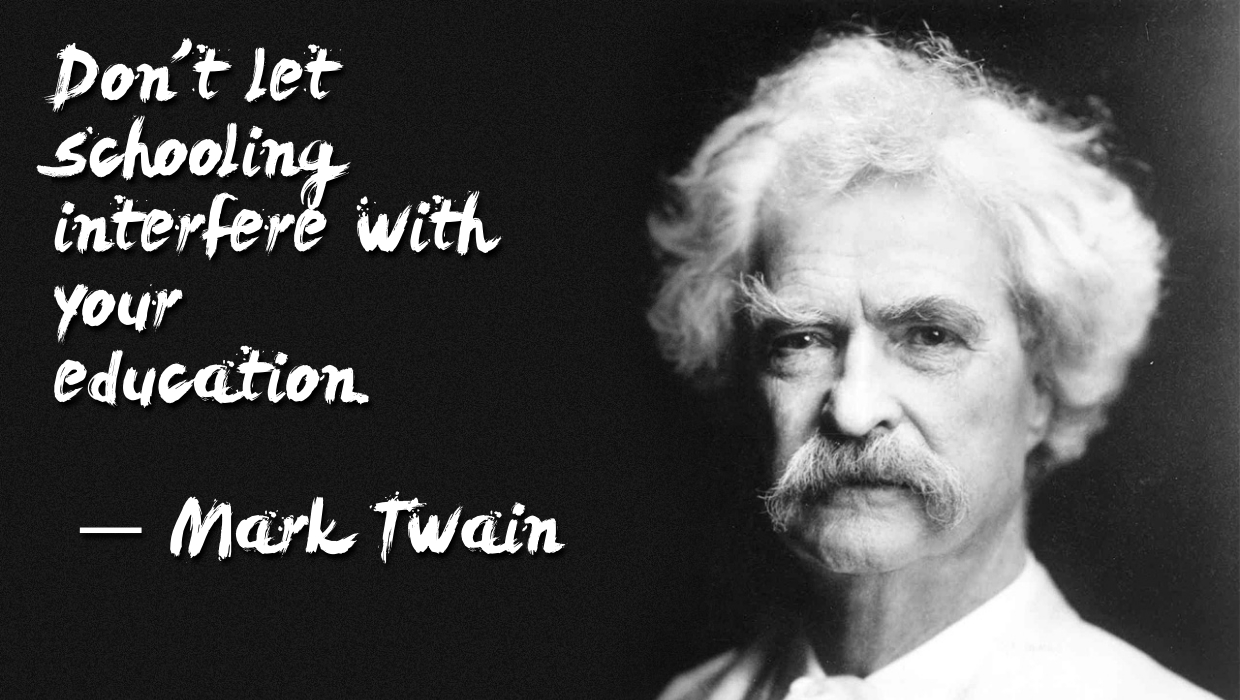 Don't let
schooling
interfere with
your
education.
— Mark Twain